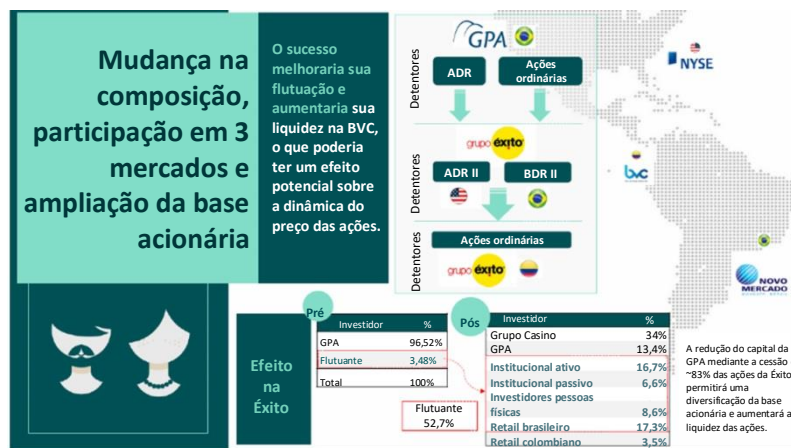 Mudança na
composição,
participação em 3
mercados e
ampliação da base
acionária
O sucesso
melhoraria sua
flutuação e
aumentaria sua
liquidez na BVC,
o que poderia
ter um efeito
potencial sobre
a dinâmica do
preço das ações.
Detentores
GPA
ADR
Ações
ordinárias
grupo éxito
Detentores
ADR II
BDR II
Detentores
Ações ordinárias
grupo éxito
NYSE
bvc
NOVO
MERCADO
Efeito
na
Éxito
Pré
Investidor %
GPA 96,52%
Flutuante 3,48%
Total 100%
Flutuante
52,7%
Pós
Investidor %
Grupo Casino 34%
GPA 13,4%
Institucional ativo 16,7%
Institucional passivo 6,6%
Investidores pessoas
físicas 8,6%
Retail brasileiro 17,3%
Retail colombiano 3,5%
A redução do capital da
GPA mediante a cessão
~83% das ações da Éxito
permitirá uma
diversificação da base
acionária e aumentará a
liquidez das ações.